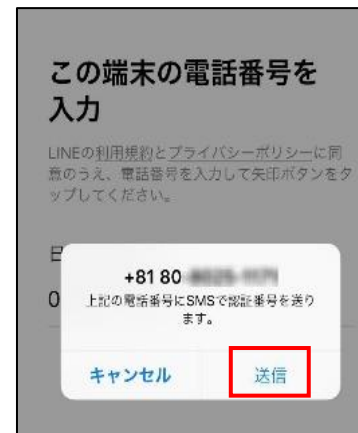 この端末の電話番号を
入力
LINEの利用規約とプライバシーポリシーに同
意のうえ、電話番号を入力して矢印ボタンをタ
ップしてください。
+81 80
上記の電話番号にSMSで認証番号を送り
ます。
キャンセル 送信